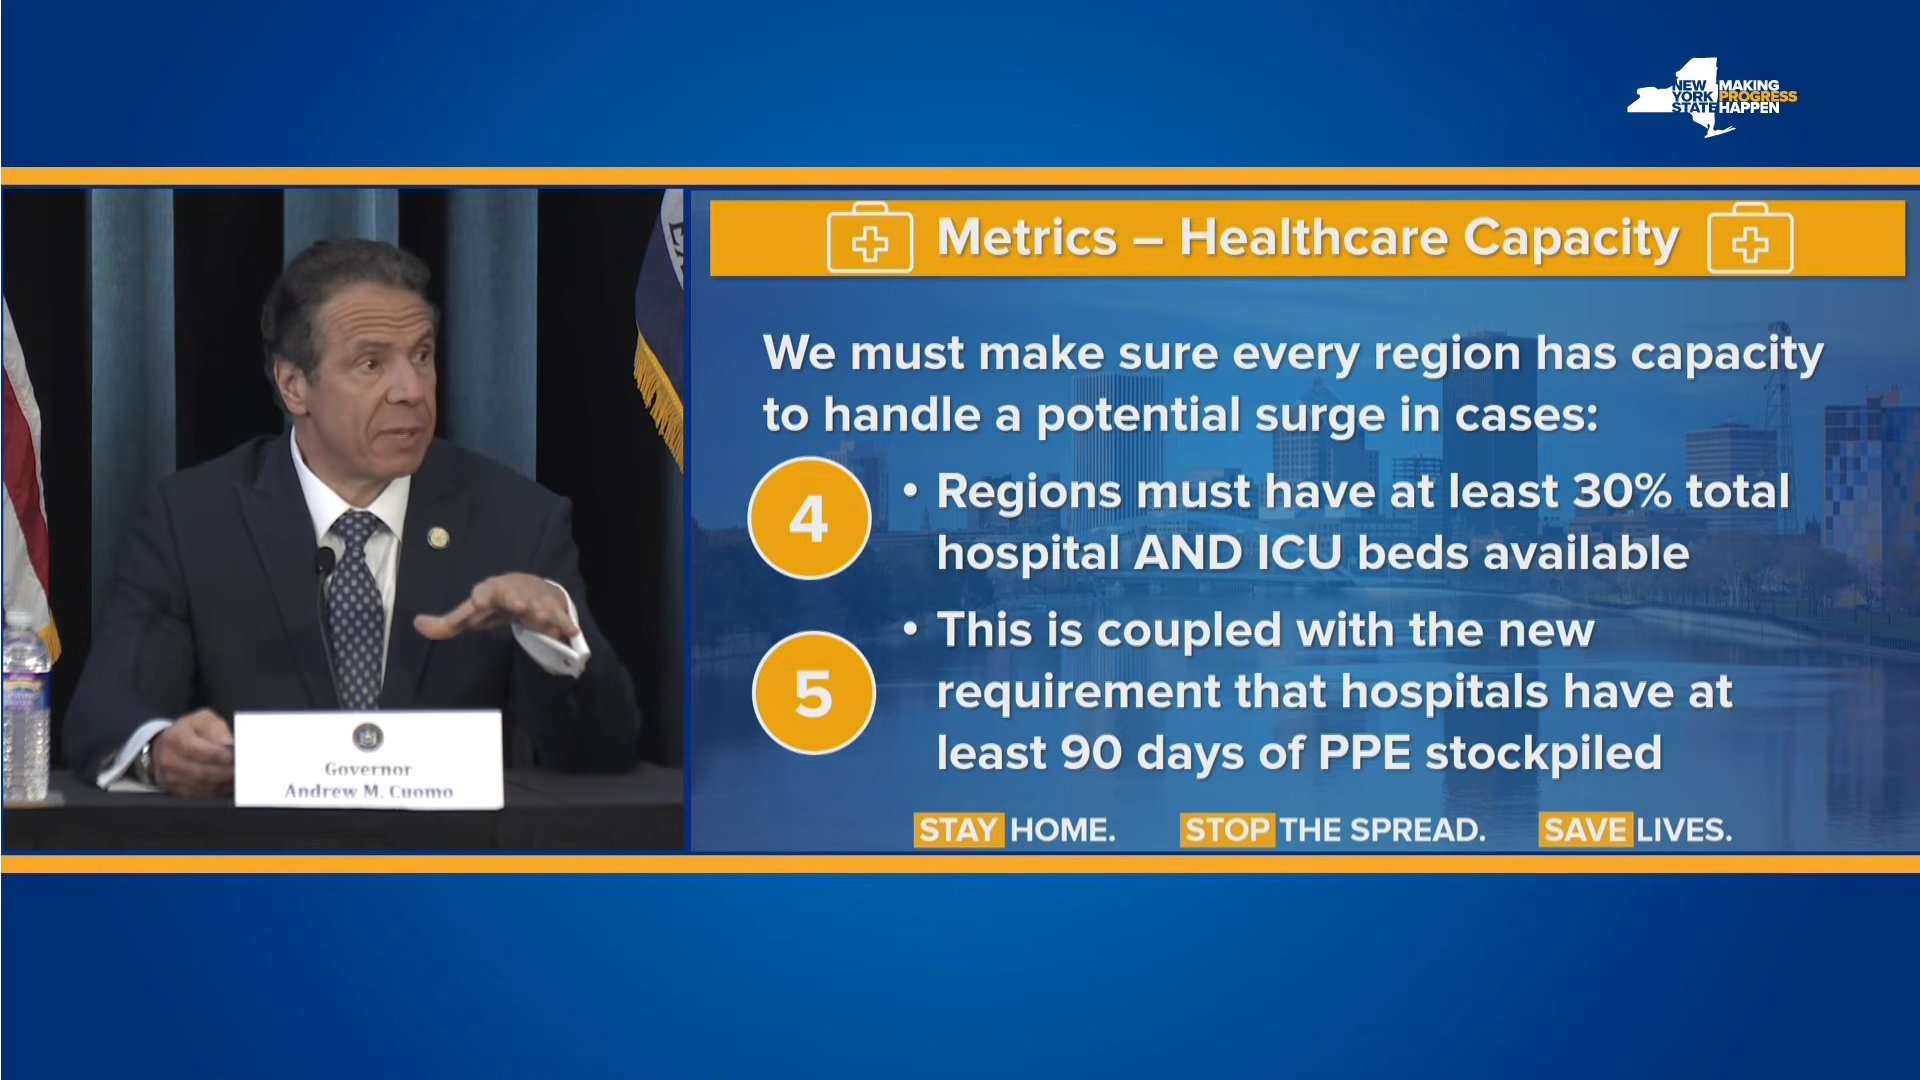 NEW
YORK
STATE
MAKING
PROGRESS
HAPPEN
Metrics – Healthcare Capacity
We must make sure every region has capacity
to handle a potential surge in cases:
4
• Regions must have at least 30% total
hospital AND ICU beds available
5
• This is coupled with the new
requirement that hospitals have at
least 90 days of PPE stockpiled
STAY HOME. STOP THE SPREAD. SAVE LIVES.
Governor
Andrew M. Cuomo